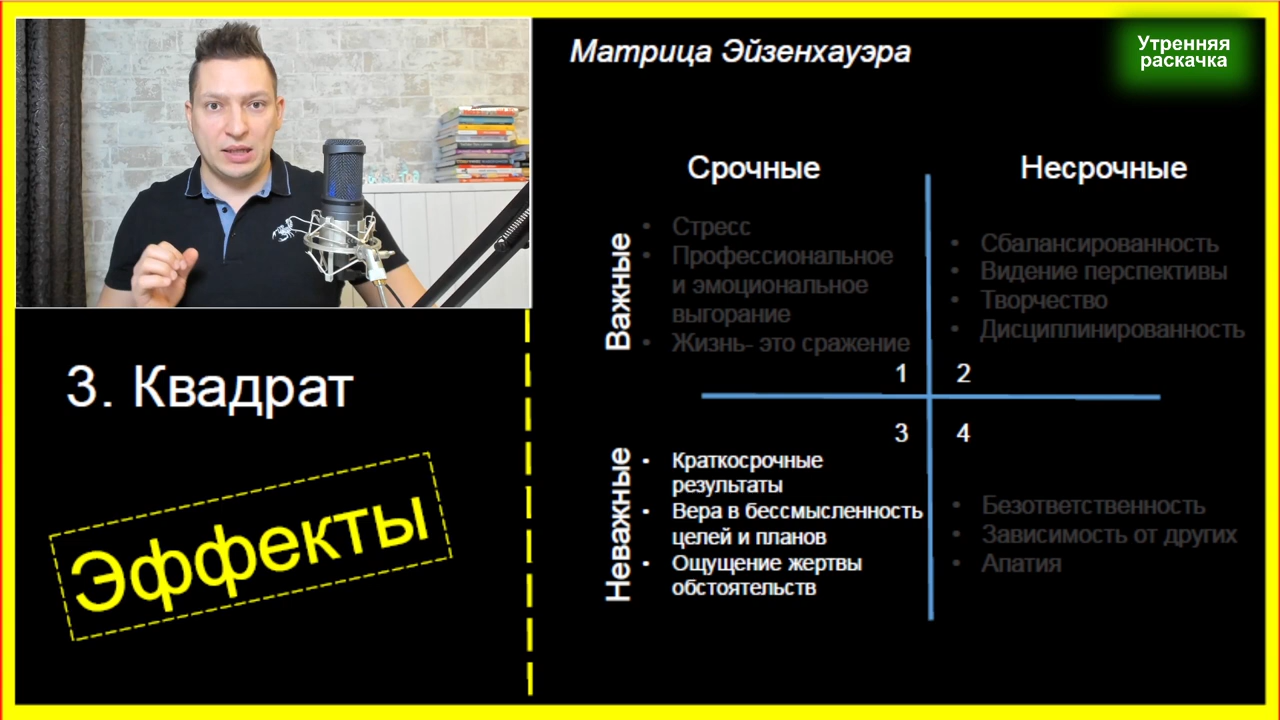 Матрица Эйзенхауэра
Утренняя
раскачка
Срочные
Несрочные
Важные
• Стресс
• Профессиональное
и эмоциональное
выгорание
• Жизнь- это сражение
• Сбалансированность
• Видение перспективы
• Творчество
• Дисциплинированность
1
2
3
4
Неважные
• Краткосрочные
результаты
• Вера в бессмысленность
целей и планов
• Ощущение жертвы
обстоятельств
• Безответственность
• Зависимость от других
• Апатия
3. Квадрат
Эффекты